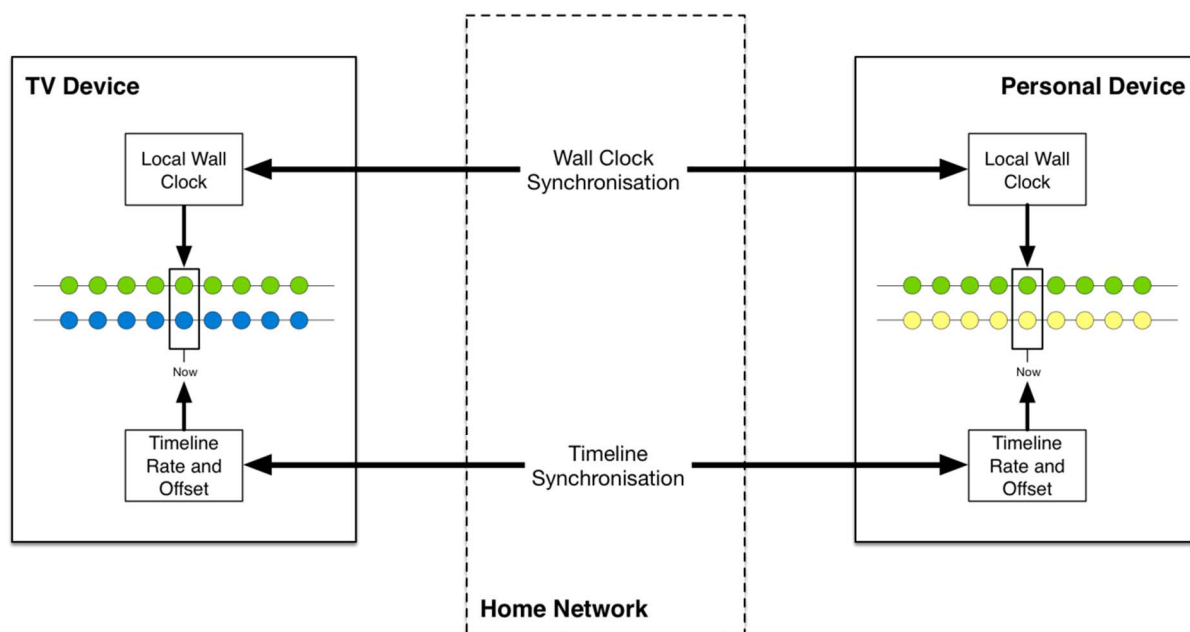 TV Device
Personal Device
Local Wall
Clock
Wall Clock
Synchronisation
Local Wall
Clock
Now
Now
Timeline
Rate and
Offset
Timeline
Synchronisation
Timeline
Rate and
Offset
Home Network